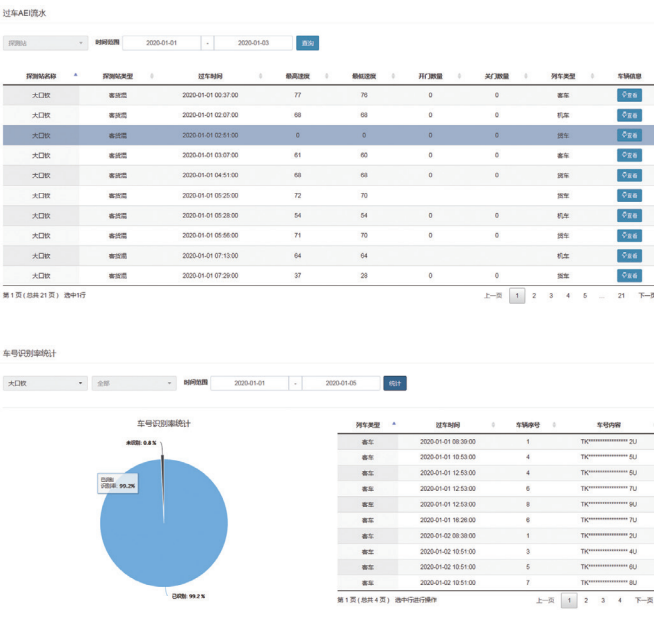 过车AEI流水
探测站 时间范围 2020-01-01 - 2020-01-03 查询
探测站名称 探测站类型 过车时间 最高速度 最低速度 开门数量 关门数量 列车类型 车辆信息
大口钦 客货混 2020-01-01 00:37:00 77 76 0 0 客车 查看
大口钦 客货混 2020-01-01 02:07:00 68 68 0 0 机车 查看
大口钦 客货混 2020-01-01 02:51:00 0 0 0 0 货车 查看
大口钦 客货混 2020-01-01 03:07:00 61 60 0 0 客车 查看
大口钦 客货混 2020-01-01 04:51:00 68 68 0 0 货车 查看
大口钦 客货混 2020-01-01 05:25:00 72 70 货车 查看
大口钦 客货混 2020-01-01 05:28:00 54 54 0 0 机车 查看
大口钦 客货混 2020-01-01 05:56:00 71 70 0 0 货车 查看
大口钦 客货混 2020-01-01 07:13:00 64 64 机车 查看
大口钦 客货混 2020-01-01 07:29:00 37 28 0 0 货车 查看
第 1 页 ( 总共 21 页 ) 选中1行 上一页 1 2 3 4 5 ... 21 下一页
车号识别率统计
大口钦 全部 时间范围 2020-01-01 - 2020-01-05 统计
车号识别率统计
未识别: 0.8 %
已识别
识别率: 99.2%
已识别: 99.2 %
列车类型 过车时间 车辆序号 车号内容
客车 2020-01-01 08:39:00 1 TK***************** 2U
客车 2020-01-01 10:53:00 4 TK***************** 5U
客车 2020-01-01 12:53:00 4 TK***************** 5U
客车 2020-01-01 12:53:00 6 TK***************** 7U
客车 2020-01-01 12:53:00 8 TK***************** 9U
客车 2020-01-01 16:26:00 6 TK***************** 7U
客车 2020-01-02 08:38:00 1 TK***************** 2U
客车 2020-01-02 10:51:00 3 TK***************** 4U
客车 2020-01-02 10:51:00 5 TK***************** 6U
客车 2020-01-02 10:51:00 7 TK***************** 8U
第 1 页 ( 总共 4 页 ) 选中行进行操作 上一页 1 2 3 4 下一页